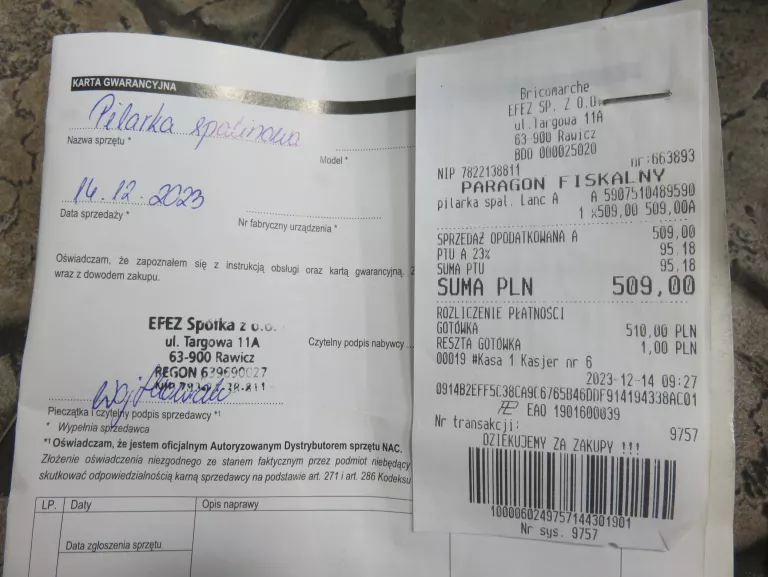 KARTA GWARANCYJNA
Pilarka spalinowa
Nazwa sprzętu *
Model *
14.12.2023
Data sprzedaży *
Nr fabryczny urządzenia *
Oświadczam, że zapoznałem się z instrukcją obsługi oraz kartą gwarancyjną.
wraz z dowodem zakupu.
EFEZ Spółka z o.o.
ul. Targowa 11A
63-900 Rawicz
REGON 639690027
Czytelny podpis nabywcy
Pieczątka i czytelny podpis sprzedawcy *¹
* Wypełnia sprzedawca
*¹ Oświadczam, że jestem oficjalnym Autoryzowanym Dystrybutorem sprzętu NAC.
Złożenie oświadczenia niezgodnego ze stanem faktycznym przez podmiot niebędący
skutkować odpowiedzialnością karną sprzedawcy na podstawie art. 271 i art. 286 Kodeksu
LP.
Daty
Opis naprawy
Data zgłoszenia sprzętu
Bricomarche
EFEZ SP. Z O.O.
ul.Targowa 11A
63-900 Rawicz
BDO 000025020
NIP 7822138811
nr:663893
PARAGON FISKALNY
pilarka spal. Lanc A A 5907510489590
1 x509,00 509,00A
SPRZEDAŻ OPODATKOWANA A 509,00
PTU A 23% 95,18
SUMA PTU 95,18
SUMA PLN 509,00
ROZLICZENIE PŁATNOŚCI
GOTÓWKA 510,00 PLN
RESZTA GOTÓWKA 1,00 PLN
00019 #Kasa 1 Kasjer nr 6
2023-12-14 09:27
0914B2EFF5C38CA9C6765B46DDF914194338AC01
EAO 1901600039
Nr transakcji: 9757
DZIĘKUJEMY ZA ZAKUPY !!!
1000060249757144301901
Nr sys. 9757